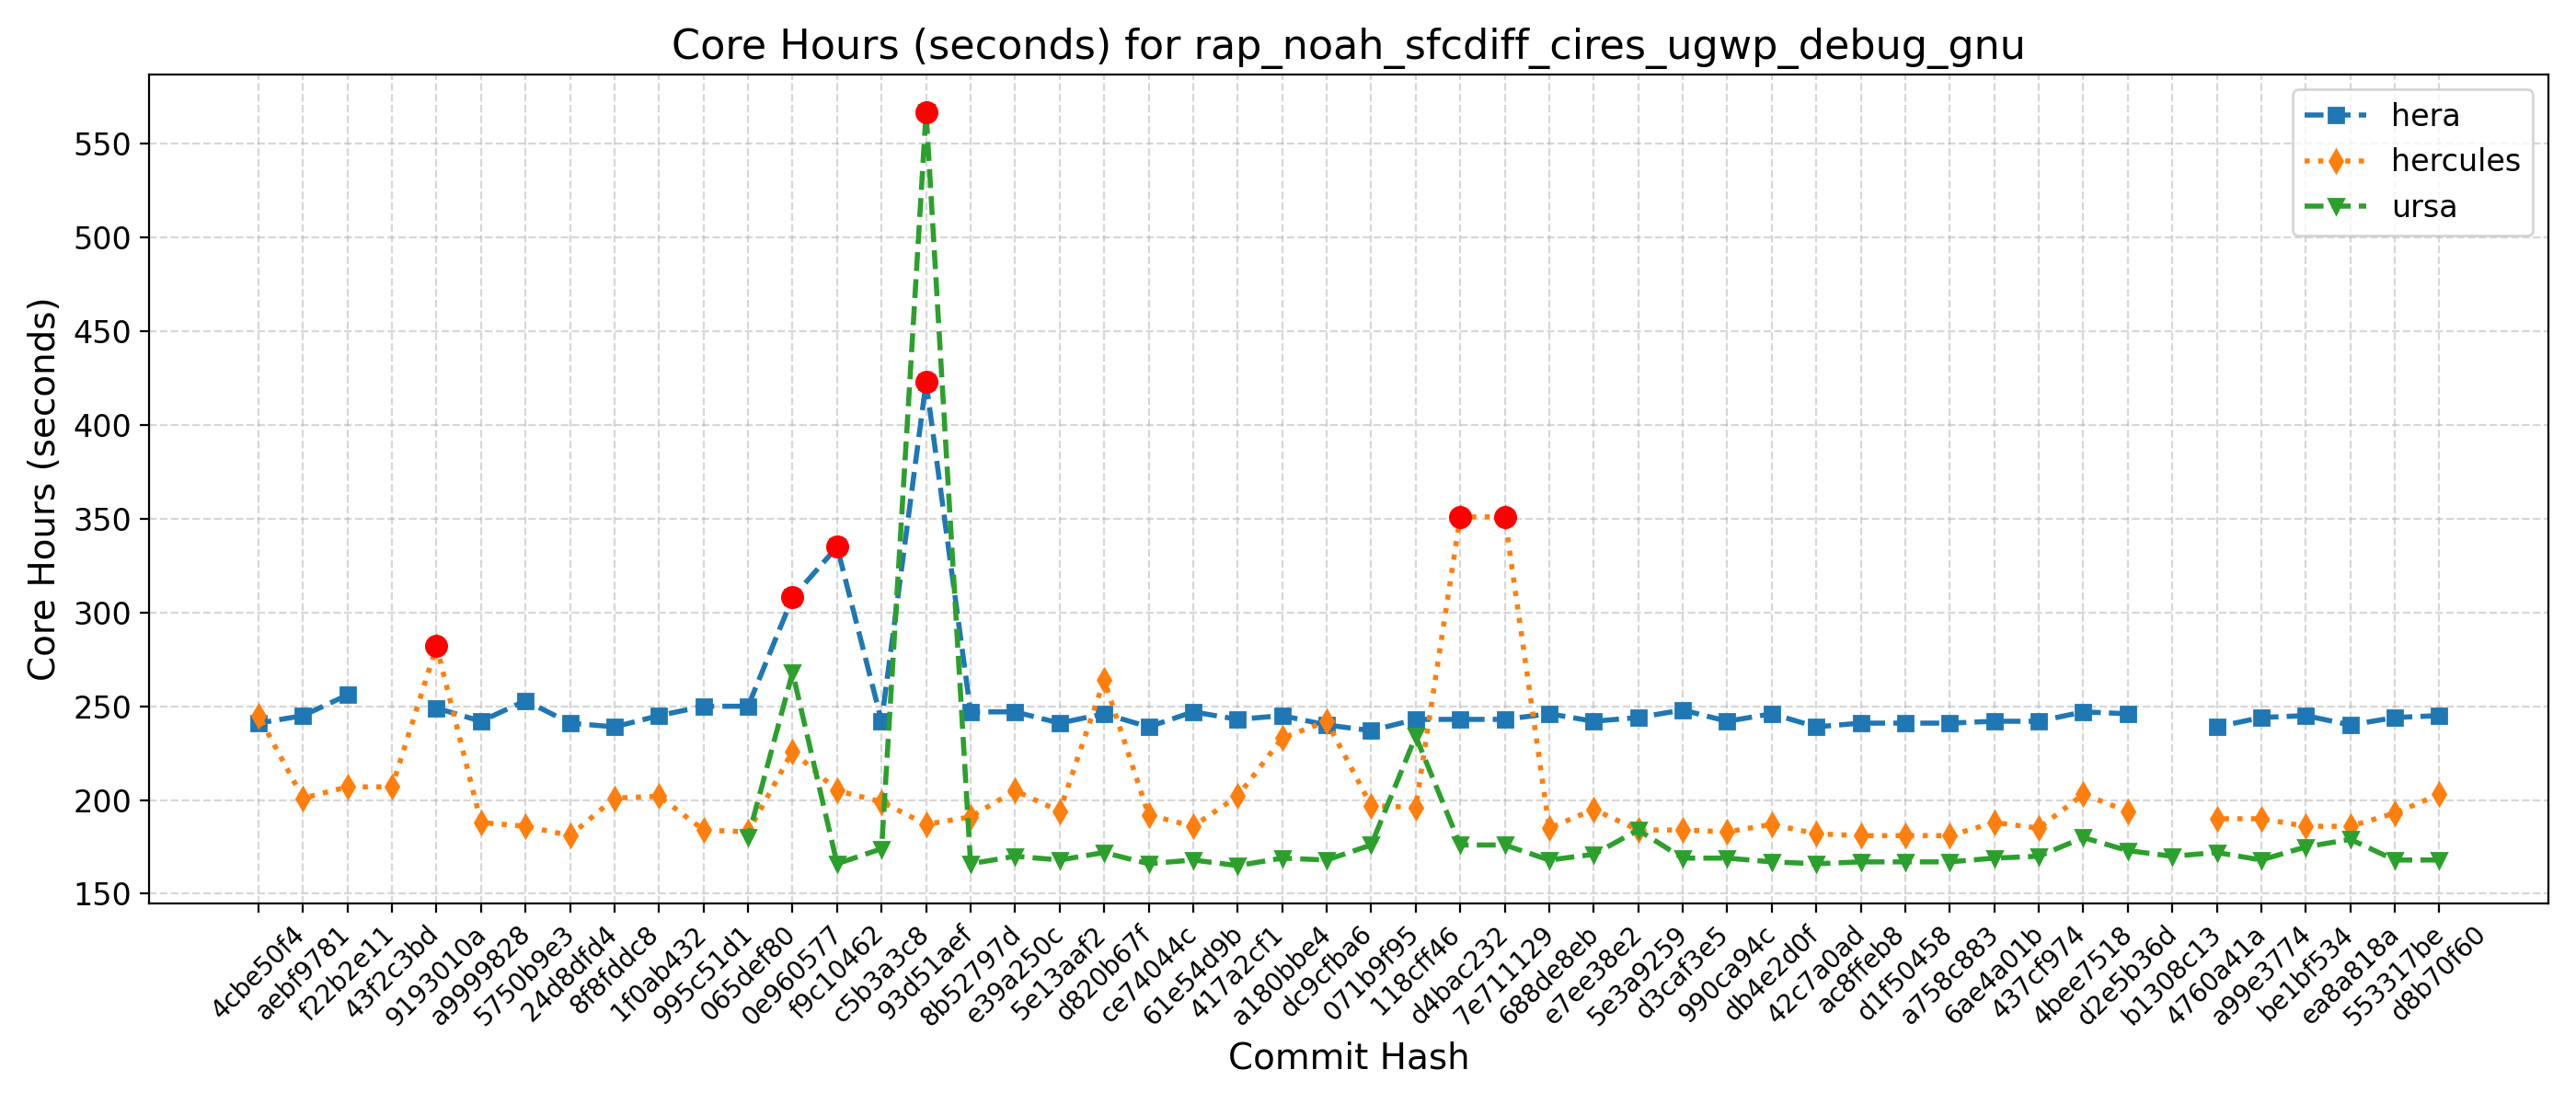 Core Hours (seconds) for rap_noah_sfcdiff_cires_ugwp_debug_gnu
Core Hours (seconds)
550
500
450
400
350
300
250
200
150
hera
hercules
ursa
4cbe50f4
aebf9781
f22b2e11
43f2c3bd
9193010a
a9999828
5750b9e3
24d8dfd4
8f8fddc8
1f0ab432
995c51d1
065def80
0e960577
f9c10462
c5b3a3c8
93d51aef
8b52797d
e39a250c
5e13aaf2
d820b67f
ce74044c
61e54d9b
417a2cf1
a180bbe4
dc9cfba6
071b9f95
118cff46
d4bac232
7e711129
688de8eb
e7ee38e2
5e3a9259
d3caf3e5
990ca94c
db4e2d0f
42c7a0ad
ac8ffeb8
d1f50458
a758c883
6ae4a01b
437cf974
4bee7518
d2e5b36d
b1308c13
4760a41a
a99e3774
be1bf534
ea8a818a
553317be
d8b70f60
Commit Hash